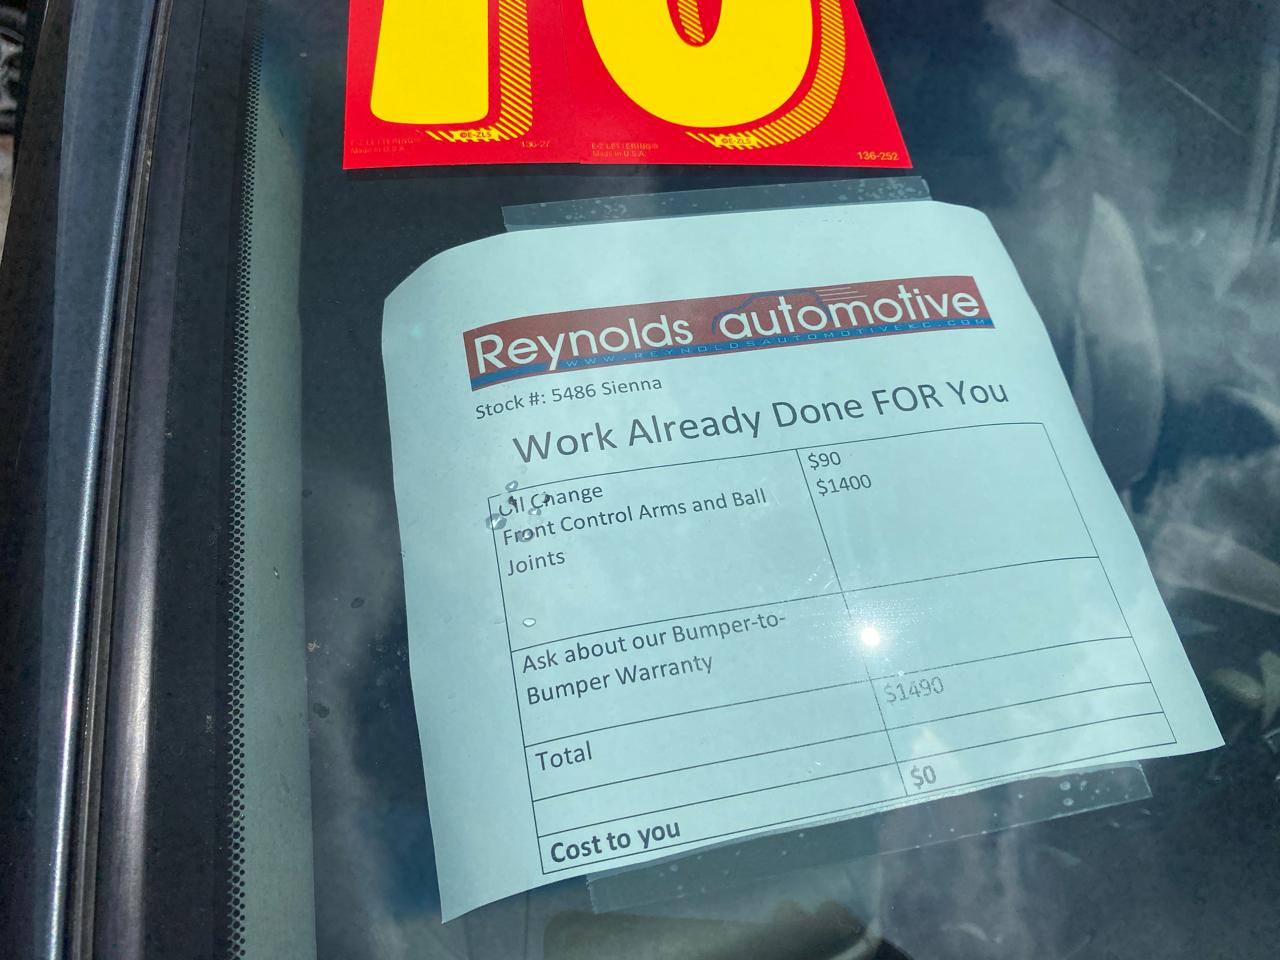 ©E-ZLS
©E-ZLS
E-Z LETTERING®
Made in U.S.A.
136-27
E-Z LETTERING®
Made in U.S.A.
136-252
Reynolds automotive
WWW.REYNOLDSAUTOMOTIVEKC.COM
Stock #: 5486 Sienna
Work Already Done FOR You
Oil Change $90
Front Control Arms and Ball $1400
Joints
Ask about our Bumper-to-
Bumper Warranty
Total $1490
Cost to you $0